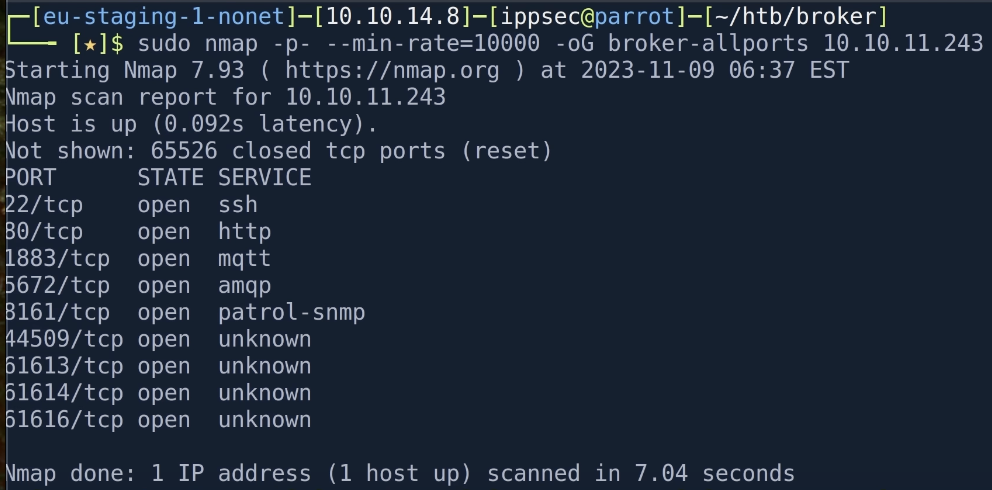 ┌─[eu-staging-1-nonet]─[10.10.14.8]─[ippsec@parrot]─[~/htb/broker]
└──╼ [★]$ sudo nmap -p- --min-rate=10000 -oG broker-allports 10.10.11.243
Starting Nmap 7.93 ( https://nmap.org ) at 2023-11-09 06:37 EST
Nmap scan report for 10.10.11.243
Host is up (0.092s latency).
Not shown: 65526 closed tcp ports (reset)
PORT      STATE SERVICE
22/tcp    open  ssh
80/tcp    open  http
1883/tcp  open  mqtt
5672/tcp  open  amqp
8161/tcp  open  patrol-snmp
44509/tcp open  unknown
61613/tcp open  unknown
61614/tcp open  unknown
61616/tcp open  unknown
Nmap done: 1 IP address (1 host up) scanned in 7.04 seconds